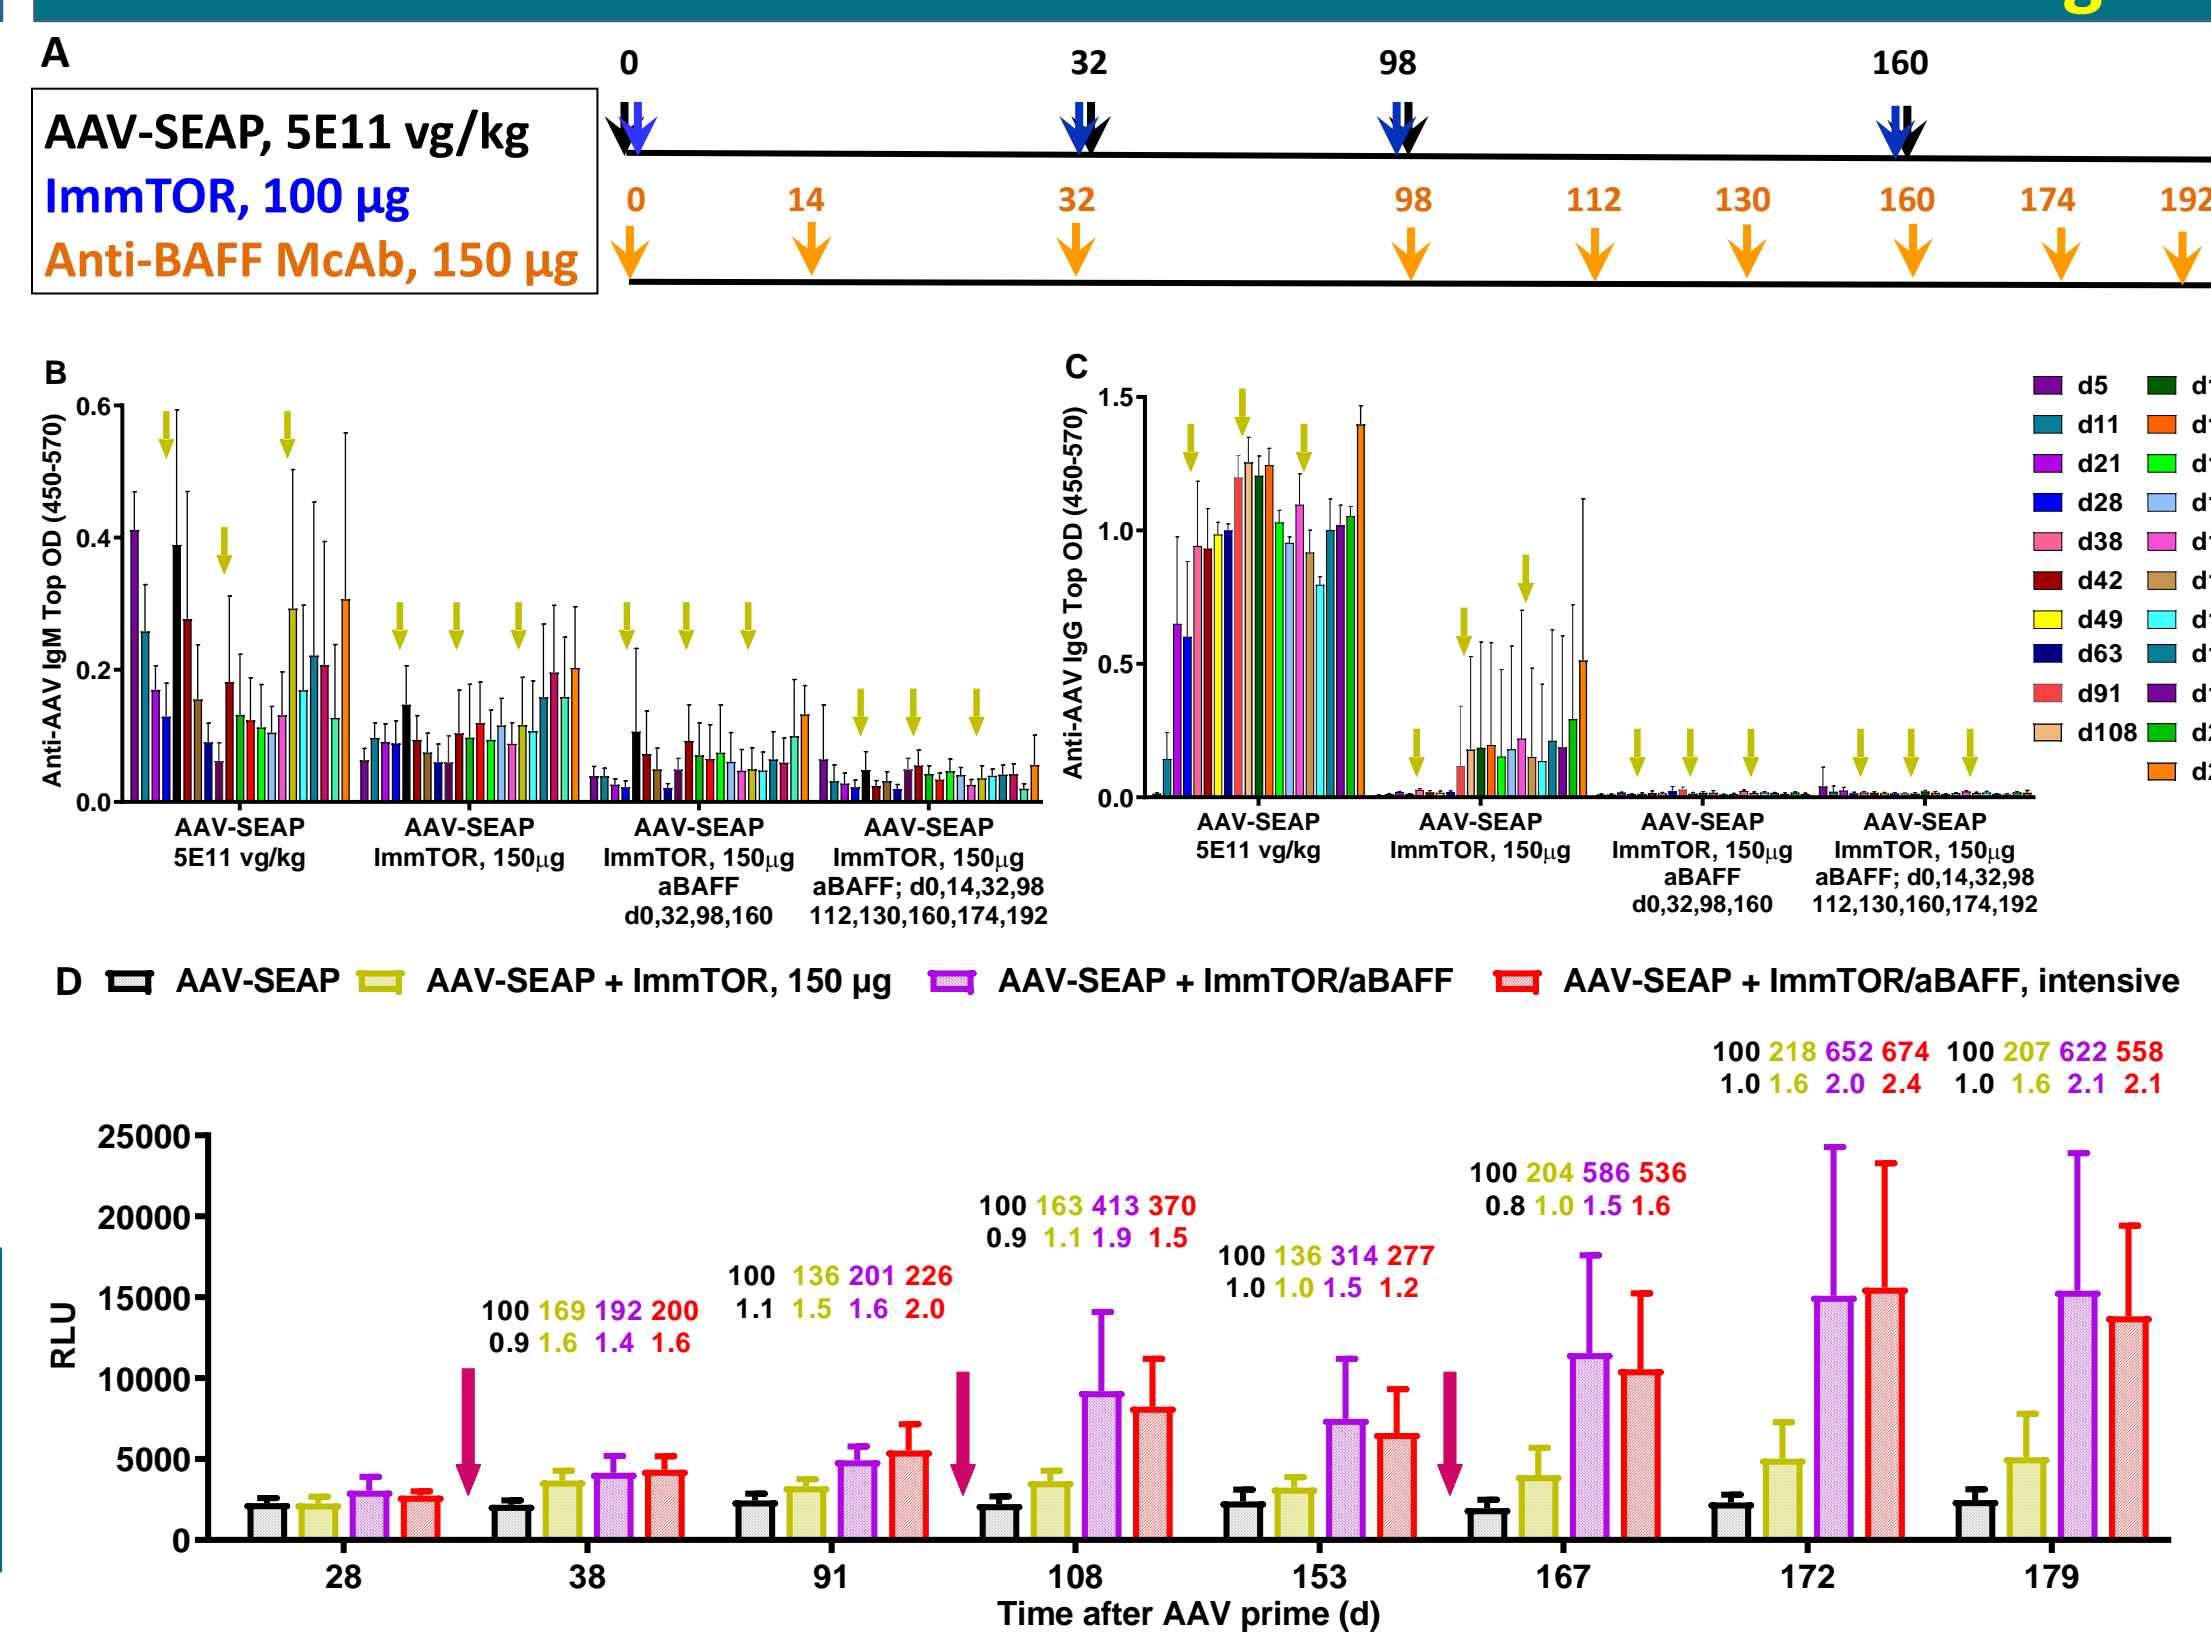 g
A
0 32 98 160
AAV-SEAP, 5E11 vg/kg
ImmTOR, 100 µg
Anti-BAFF McAb, 150 µg
0 14 32 98 112 130 160 174 192
B
Anti-AAV IgM Top OD (450-570)
0.6
0.4
0.2
0.0
AAV-SEAP
5E11 vg/kg
AAV-SEAP
ImmTOR, 150µg
AAV-SEAP
ImmTOR, 150µg
aBAFF
d0,32,98,160
AAV-SEAP
ImmTOR, 150µg
aBAFF; d0,14,32,98
112,130,160,174,192
C
Anti-AAV IgG Top OD (450-570)
1.5
1.0
0.5
0.0
AAV-SEAP
5E11 vg/kg
AAV-SEAP
ImmTOR, 150µg
AAV-SEAP
ImmTOR, 150µg
aBAFF
d0,32,98,160
AAV-SEAP
ImmTOR, 150µg
aBAFF; d0,14,32,98
112,130,160,174,192
d5
d11
d21
d28
d38
d42
d49
d63
d91
d108
D AAV-SEAP AAV-SEAP + ImmTOR, 150 µg AAV-SEAP + ImmTOR/aBAFF AAV-SEAP + ImmTOR/aBAFF, intensive
100 169 192 200
0.9 1.6 1.4 1.6
100 136 201 226
1.1 1.5 1.6 2.0
100 163 413 370
0.9 1.1 1.9 1.5
100 136 314 277
1.0 1.0 1.5 1.2
100 204 586 536
0.8 1.0 1.5 1.6
100 218 652 674
1.0 1.6 2.0 2.4
100 207 622 558
1.0 1.6 2.1 2.1
RLU
25000
20000
15000
10000
5000
0
28 38 91 108 153 167 172 179
Time after AAV prime (d)